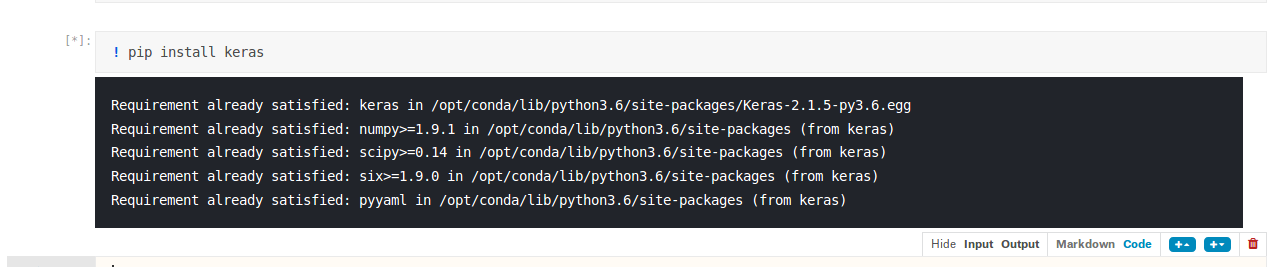 [*]:
! pip install keras
Requirement already satisfied: keras in /opt/conda/lib/python3.6/site-packages/Keras-2.1.5-py3.6.egg
Requirement already satisfied: numpy>=1.9.1 in /opt/conda/lib/python3.6/site-packages (from keras)
Requirement already satisfied: scipy>=0.14 in /opt/conda/lib/python3.6/site-packages (from keras)
Requirement already satisfied: six>=1.9.0 in /opt/conda/lib/python3.6/site-packages (from keras)
Requirement already satisfied: pyyaml in /opt/conda/lib/python3.6/site-packages (from keras)
Hide Input Output Markdown Code